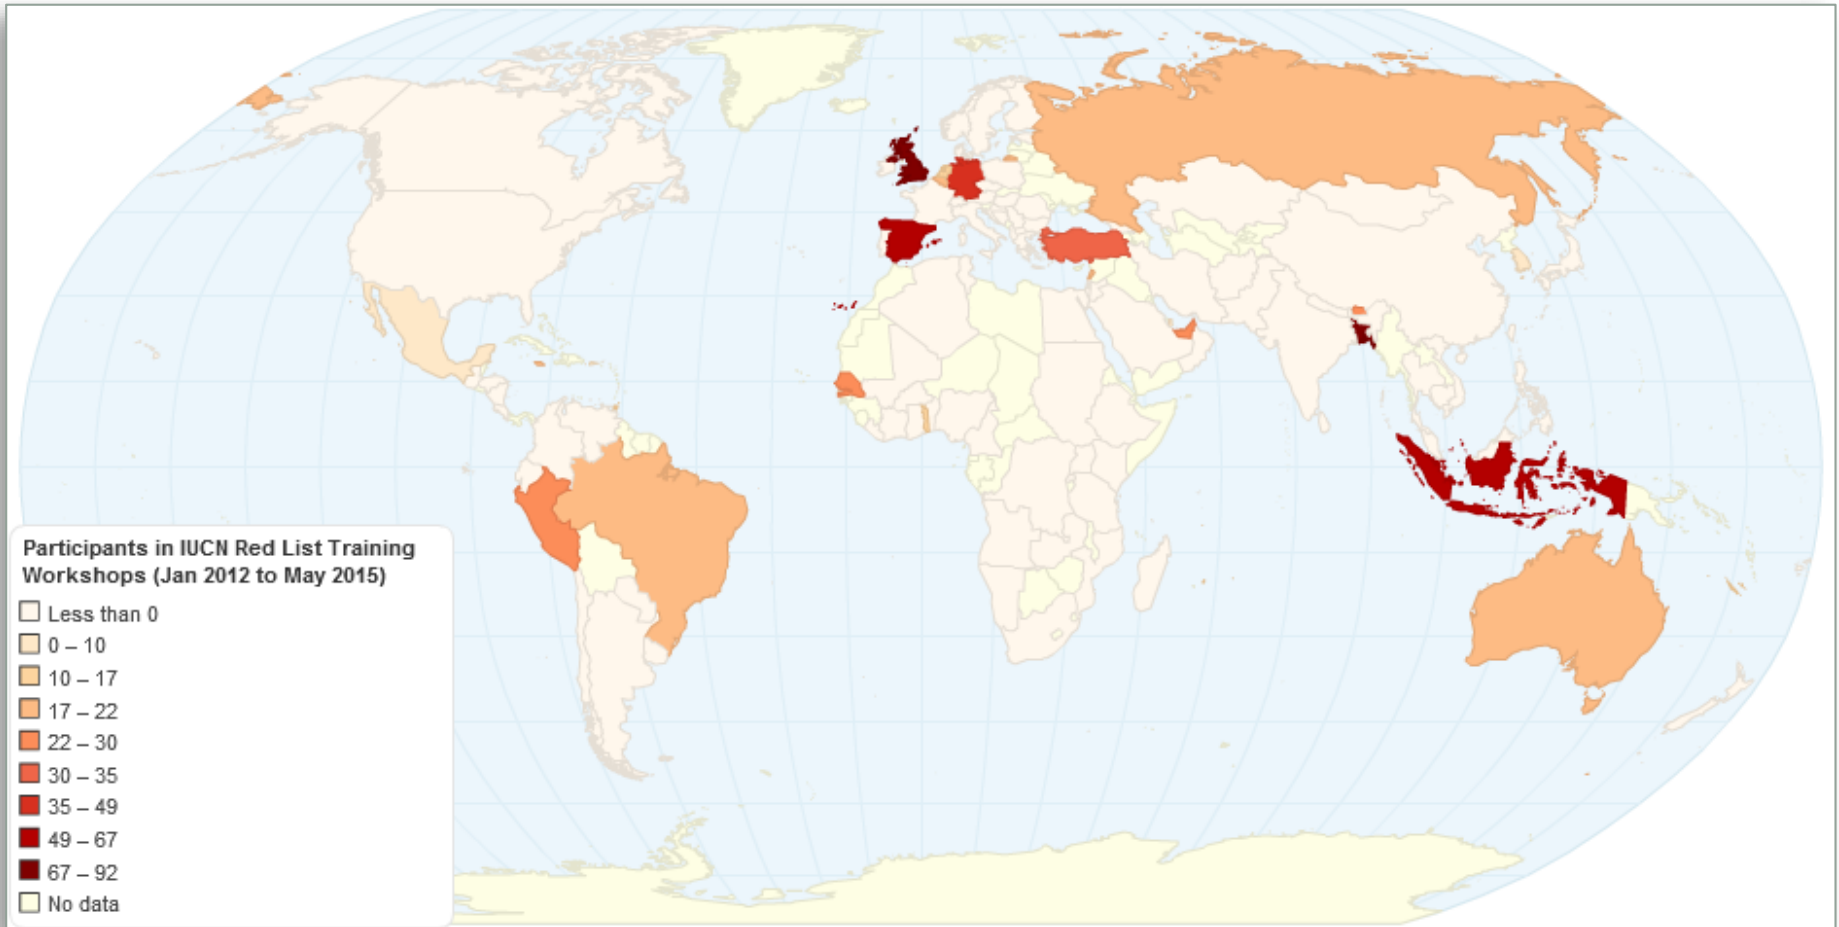 Participants in IUCN Red List Training
Workshops (Jan 2012 to May 2015)
Less than 0
0 – 10
10 – 17
17 – 22
22 – 30
30 – 35
35 – 49
49 – 67
67 – 92
No data